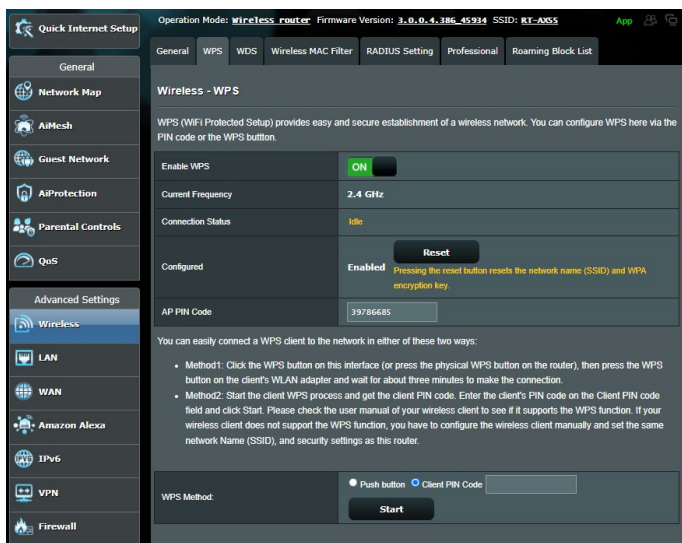 Quick Internet Setup
General
Network Map
AiMesh
Guest Network
AiProtection
Parental Controls
QoS
Advanced Settings
Wireless
LAN
WAN
Amazon Alexa
IPv6
VPN
Firewall
Operation Mode: Wireless router Firmware Version: 3.0.0.4.386_45934 SSID: RT-AX55 App
General WPS WDS Wireless MAC Filter RADIUS Setting Professional Roaming Block List
Wireless - WPS
WPS (WiFi Protected Setup) provides easy and secure establishment of a wireless network. You can configure WPS here via the
PIN code or the WPS buttton.
Enable WPS ON
Current Frequency 2.4 GHz
Connection Status Idle
Configured Enabled Reset
Pressing the reset button resets the network name (SSID) and WPA
encryption key.
AP PIN Code 39786685
You can easily connect a WPS client to the network in either of these two ways:
• Method1: Click the WPS button on this interface (or press the physical WPS button on the router), then press the WPS
button on the client's WLAN adapter and wait for about three minutes to make the connection.
• Method2: Start the client WPS process and get the client PIN code. Enter the client's PIN code on the Client PIN code
field and click Start. Please check the user manual of your wireless client to see if it supports the WPS function. If your
wireless client does not support the WPS function, you have to configure the wireless client manually and set the same
network Name (SSID), and security settings as this router.
WPS Method: Push button Client PIN Code
Start